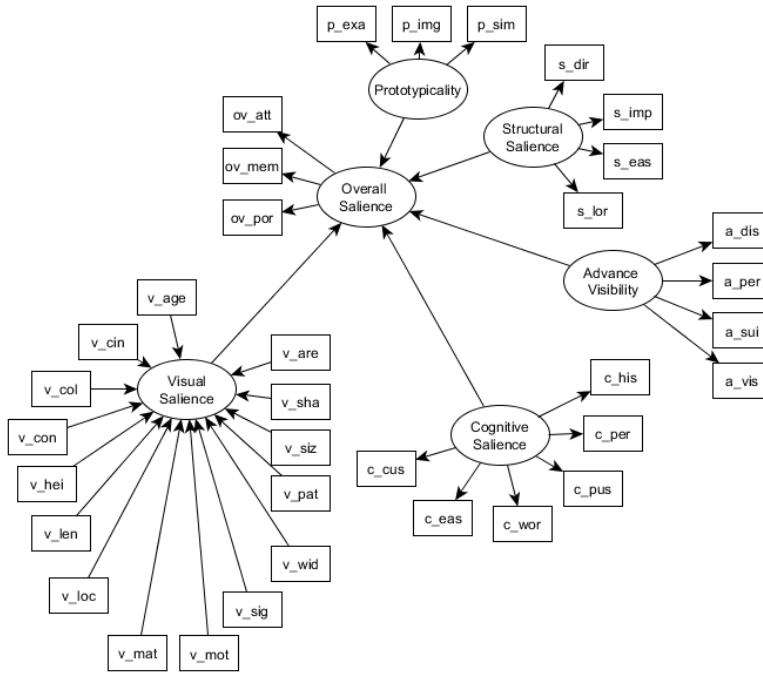 p_exa
p_img
p_sim
Prototypicality
s_dir
s_imp
s_eas
s_lor
Structural
Salience
ov_att
ov_mem
ov_por
Overall
Salience
a_dis
a_per
a_sui
a_vis
Advance
Visibility
v_age
v_cin
v_col
v_con
v_hei
v_len
v_loc
v_mat
v_mot
v_sig
v_wid
v_pat
v_siz
v_sha
v_are
Visual
Salience
c_his
c_per
c_pus
c_wor
c_eas
c_cus
Cognitive
Salience